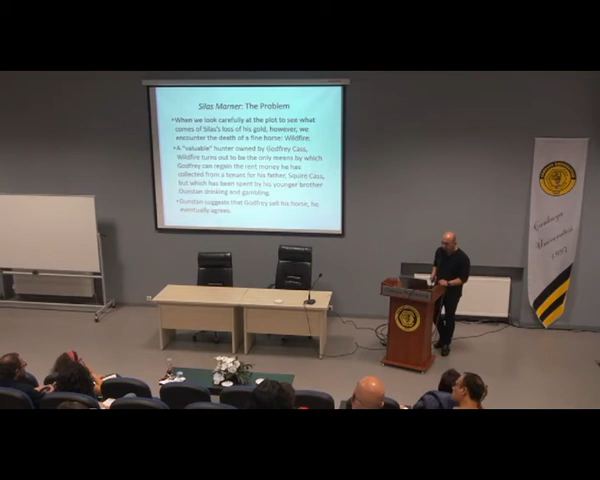 Silas Marner: The Problem
•When we look carefully at the plot to see what
comes of Silas's loss of his gold, however, we
encounter the death of a fine horse: Wildfire.
•A "valuable" hunter owned by Godfrey Cass,
Wildfire turns out to be the only means by which
Godfrey can regain the rent money he has
collected from a tenant for his father, Squire Cass,
but which has been spent by his younger brother
Dunstan drinking and gambling.
•Dunstan suggests that Godfrey sell his horse, he
eventually agrees.
Çankaya
Üniversitesi
1997